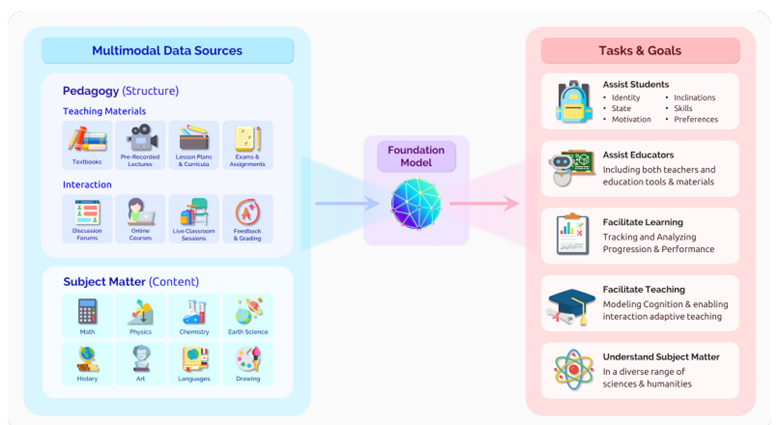 Multimodal Data Sources
Pedagogy (Structure)
Teaching Materials
Textbooks
Pre-Recorded
Lectures
Lesson Plans
& Curricula
Exams &
Assignments
Interaction
Discussion
Forums
Online
Courses
Live Classroom
Sessions
Feedback
& Grading
Subject Matter (Content)
Math
Physics
Chemistry
Earth Science
History
Art
Languages
Drawing
Foundation
Model
Tasks & Goals
Assist Students
• Identity
• State
• Motivation
• Inclinations
• Skills
• Preferences
Assist Educators
Including both teachers and
education tools & materials
Facilitate Learning
Tracking and Analyzing
Progression & Performance
Facilitate Teaching
Modeling Cognition & enabling
interaction adaptive teaching
Understand Subject Matter
In a diverse range of
sciences & humanities